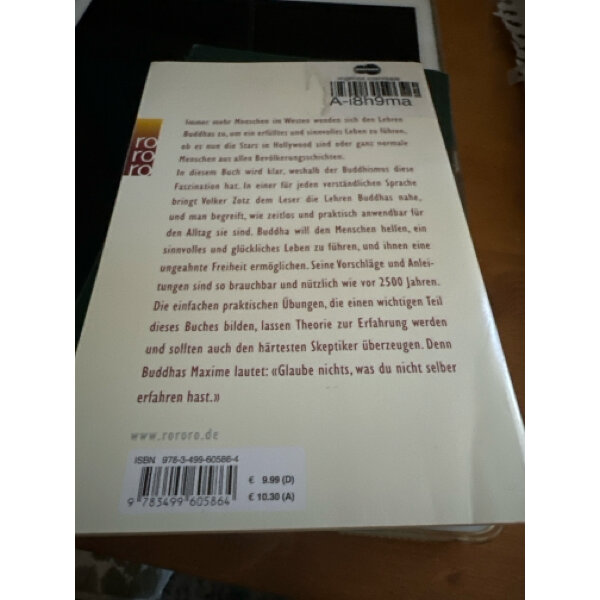 A-i8h9ma
ro
ro
ro
Immer mehr Menschen im Westen wenden sich den Lehren
Buddhas zu, um ein erfülltes und sinnvolles Leben zu führen,
ob es nun die Stars in Hollywood sind oder ganz normale
Menschen aus allen Bevölkerungsschichten.
In diesem Buch wird klar, weshalb der Buddhismus diese
Faszination hat. In einer für jeden verständlichen Sprache
bringt Volker Zotz dem Leser die Lehren Buddhas nahe,
und man begreift, wie zeitlos und praktisch anwendbar für
den Alltag sie sind. Buddha will den Menschen helfen, ein
sinnvolles und glückliches Leben zu führen, und ihnen eine
ungeahnte Freiheit ermöglichen. Seine Vorschläge und Anlei-
tungen sind so brauchbar und nützlich wie vor 2500 Jahren.
Die einfachen praktischen Übungen, die einen wichtigen Teil
dieses Buches bilden, lassen Theorie zur Erfahrung werden
und sollten auch den härtesten Skeptiker überzeugen. Denn
Buddhas Maxime lautet: «Glaube nichts, was du nicht selber
erfahren hast.»
www.rororo.de
ISBN 978-3-499-60586-4
€ 9.99 (D)
€ 10.30 (A)
9 783499 605864